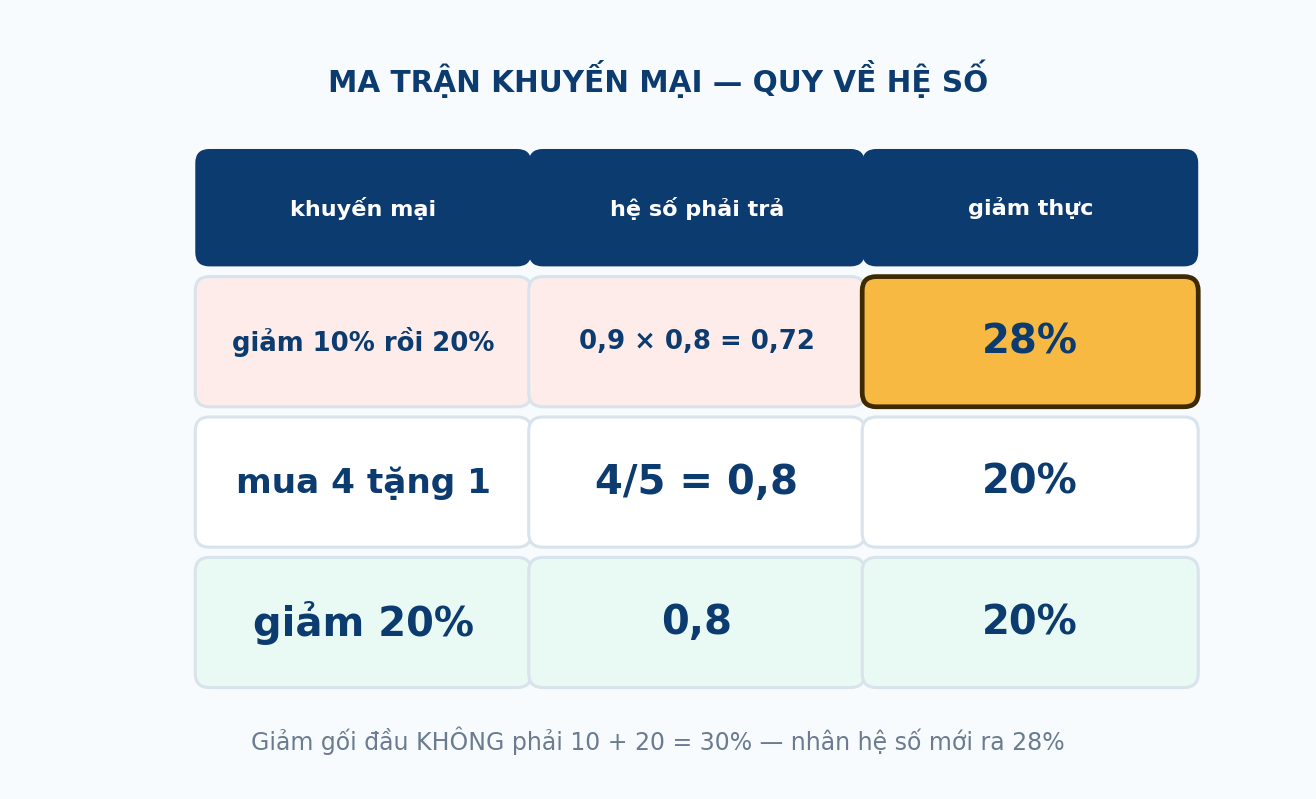 MA TRẬN KHUYẾN MẠI — QUY VỀ HỆ SỐ
khuyến mại hệ số phải trả giảm thực
giảm 10% rồi 20% 0,9 × 0,8 = 0,72 28%
mua 4 tặng 1 4/5 = 0,8 20%
giảm 20% 0,8 20%
Giảm gối đầu KHÔNG phải 10 + 20 = 30% — nhân hệ số mới ra 28%